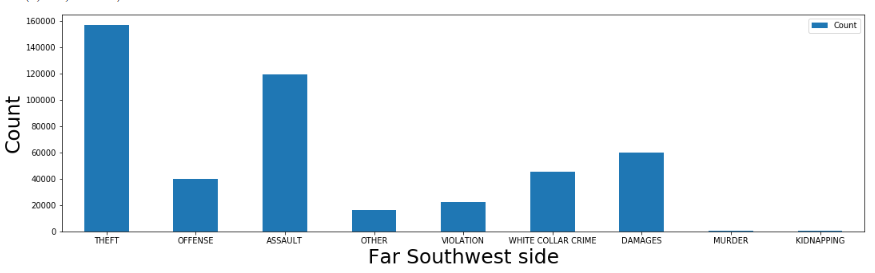 160000
140000
120000
100000
80000
60000
40000
20000
0
Count
Count
THEFT OFFENSE ASSAULT OTHER VIOLATION WHITE COLLAR CRIME DAMAGES MURDER KIDNAPPING
Far Southwest side